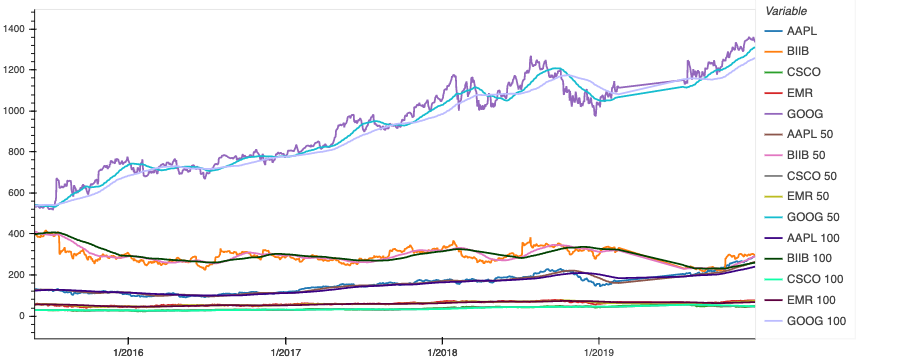 Variable
1400
1200
1000
800
600
400
200
0
1/2016
1/2017
1/2018
1/2019
AAPL
BIIB
CSCO
EMR
GOOG
AAPL 50
BIIB 50
CSCO 50
EMR 50
GOOG 50
AAPL 100
BIIB 100
CSCO 100
EMR 100
GOOG 100